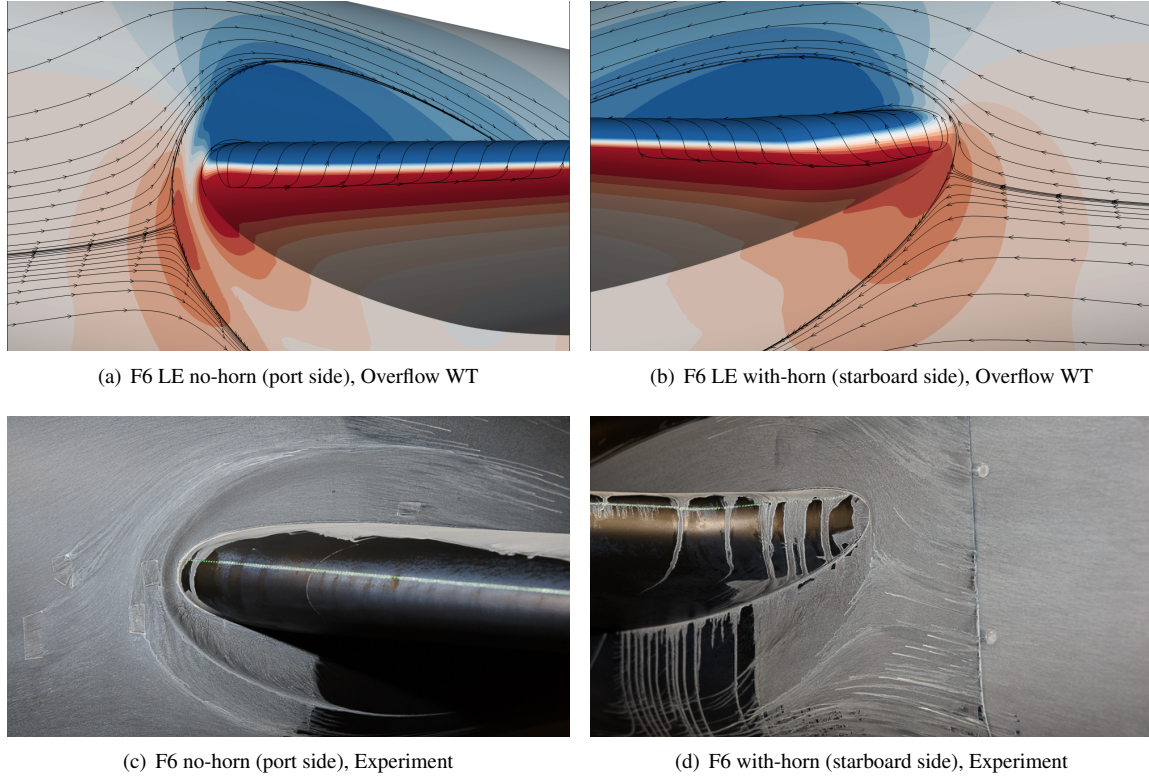 (a) F6 LE no-horn (port side), Overflow WT
(b) F6 LE with-horn (starboard side), Overflow WT
(c) F6 no-horn (port side), Experiment
(d) F6 with-horn (starboard side), Experiment